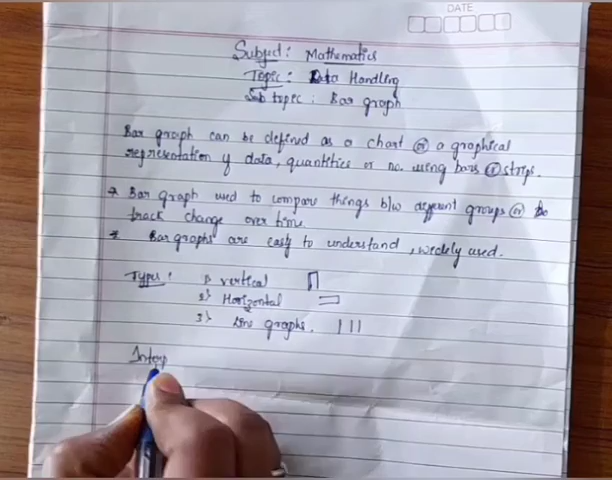 DATE
Subject: Mathematics
Topic: Data Handling
Sub topic: Bar graph
Bar graph can be defined as a chart or a graphical
representation of data, quantities or no. using bars or strips.
→ Bar graph used to compare things b/w different groups or to
track change over time.
→ Bar graphs are easy to understand, widely used.
Types: 1) vertical
2) Horizontal
3) Line graphs.
Interp